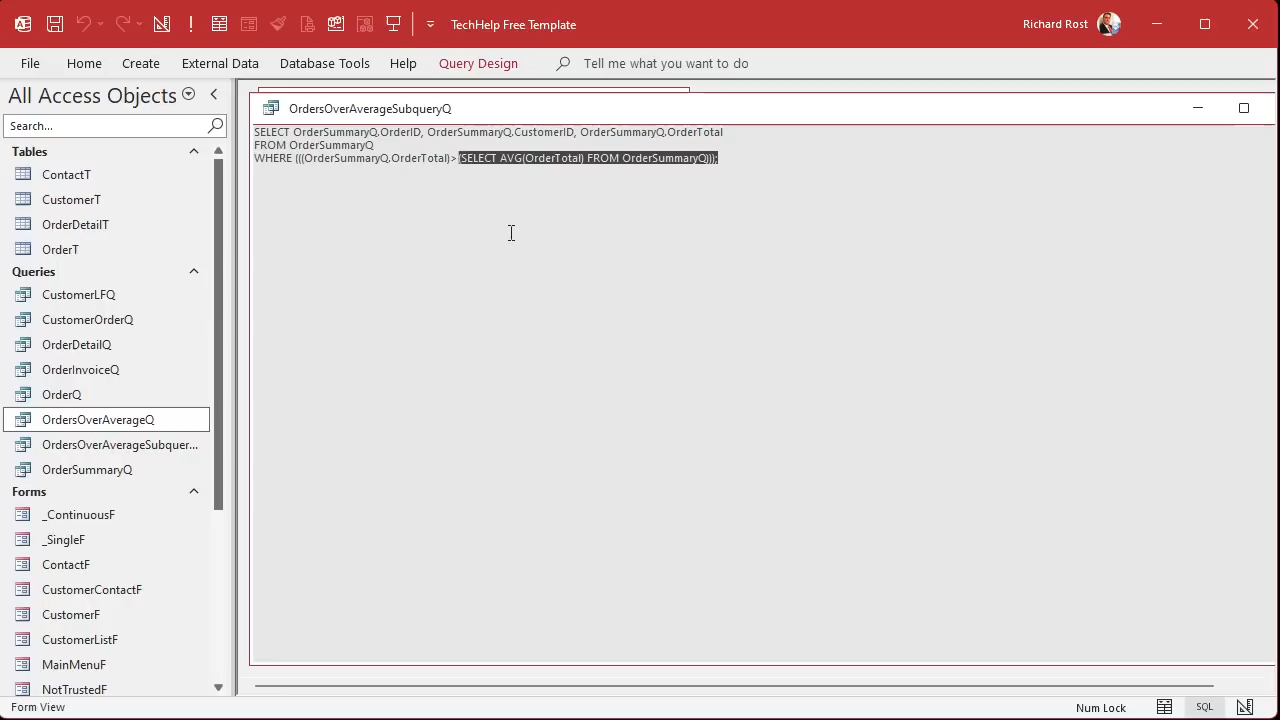 TechHelp Free Template
Richard Rost
File
Home
Create
External Data
Database Tools
Help
Query Design
Tell me what you want to do
All Access Objects
Search...
Tables
ContactT
CustomerT
OrderDetailT
OrderT
Queries
CustomerLFQ
CustomerOrderQ
OrderDetailQ
OrderInvoiceQ
OrderQ
OrdersOverAverageQ
OrdersOverAverageSubquer...
OrderSummaryQ
Forms
_ContinuousF
_SingleF
ContactF
CustomerContactF
CustomerF
CustomerListF
MainMenuF
NotTrustedF
OrdersOverAverageSubqueryQ
SELECT OrderSummaryQ.OrderID, OrderSummaryQ.CustomerID, OrderSummaryQ.OrderTotal
FROM OrderSummaryQ
WHERE (((OrderSummaryQ.OrderTotal)>(SELECT AVG(OrderTotal) FROM OrderSummaryQ)));
Form View
Num Lock
SQL